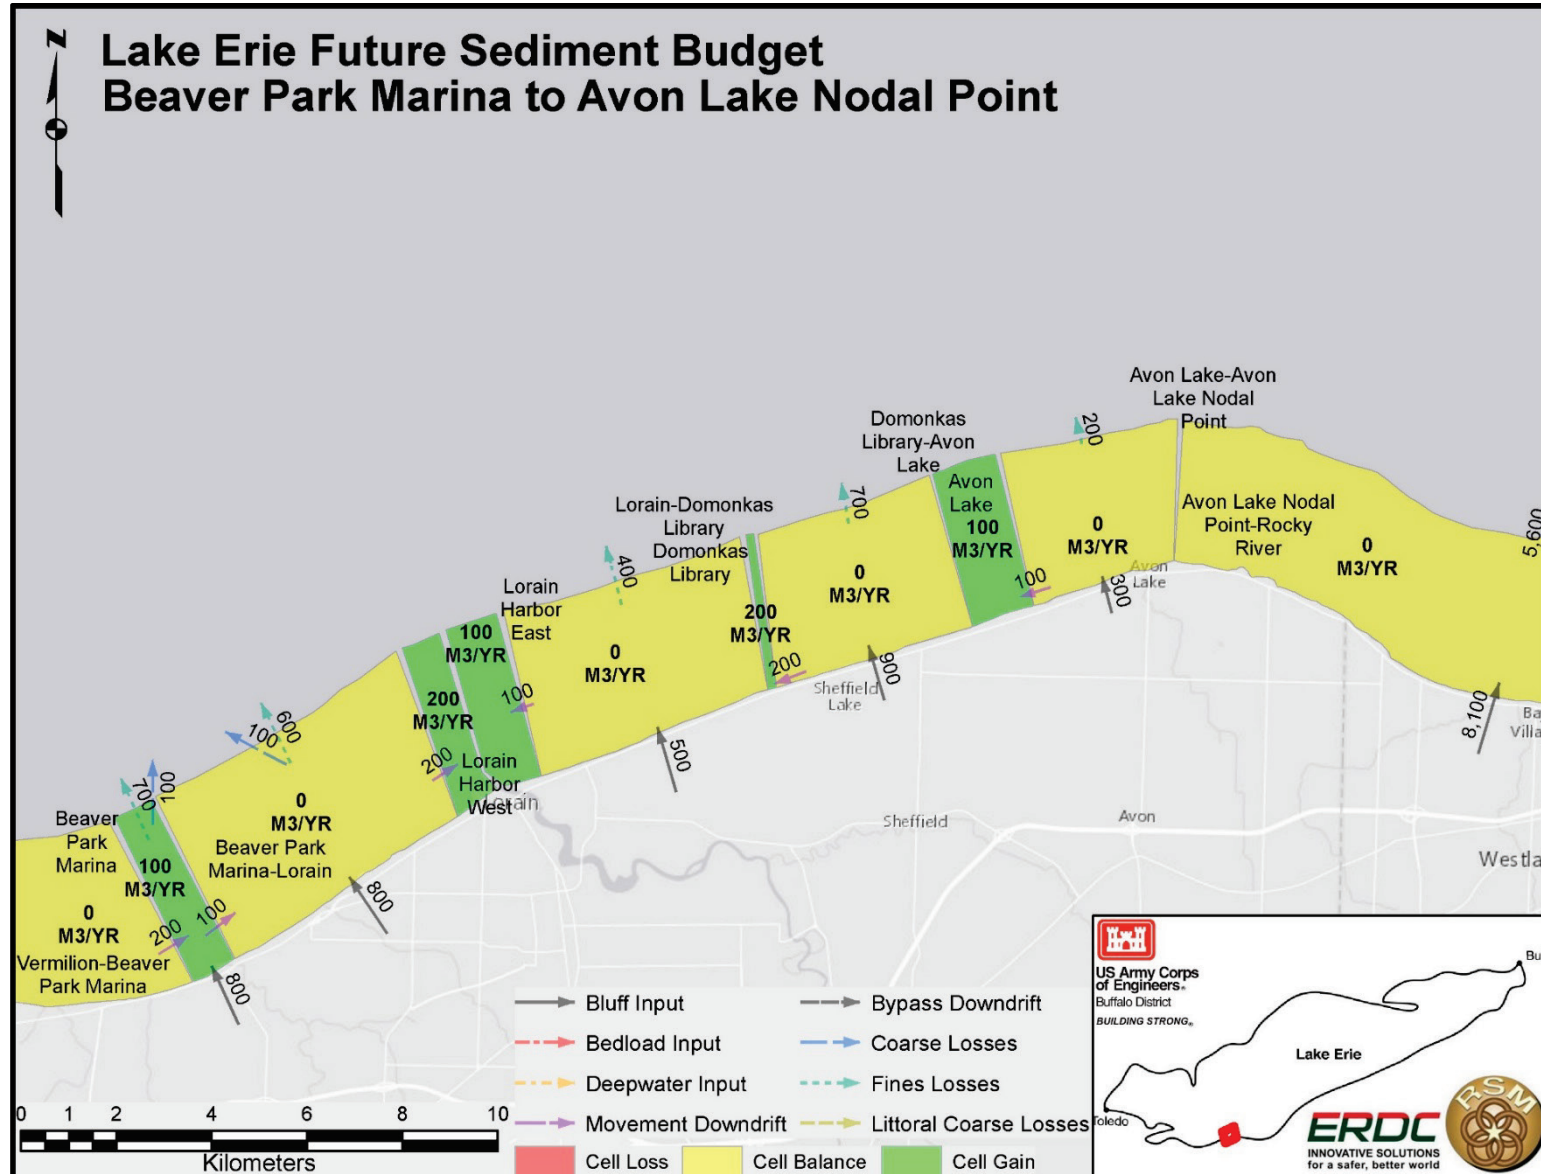 N
Lake Erie Future Sediment Budget
Beaver Park Marina to Avon Lake Nodal Point
Avon Lake-Avon
Lake Nodal
Point
Domonkas
Library-Avon
Lake
200
Avon
Lake
100
M3/YR
Avon Lake Nodal
Point-Rocky
River
0
M3/YR
5,600
0
M3/YR
Avon
Lake
100
300
700
Lorain-Domonkas
Library
Domonkas
Library
0
M3/YR
200
M3/YR
200
Sheffield
Lake
900
400
Lorain
Harbor
East
100
M3/YR
0
M3/YR
100
500
200
M3/YR
200
Lorain
Harbor
West
Lorain
600
100
0
M3/YR
Beaver Park
Marina-Lorain
800
700
100
Beaver
Park
Marina
100
M3/YR
200
100
800
0
M3/YR
Vermilion-Beaver
Park Marina
8,100
Ba
Villa
Sheffield
Avon
Westla
Bluff Input
Bypass Downdrift
Bedload Input
Coarse Losses
Deepwater Input
Fines Losses
Movement Downdrift
Littoral Coarse Losses
Cell Loss
Cell Balance
Cell Gain
0 1 2 4 6 8 10
Kilometers
US Army Corps
of Engineers®
Buffalo District
BUILDING STRONG®
Bu
Lake Erie
Toledo
ERDC
INNOVATIVE SOLUTIONS
for a safer, better world
RSM